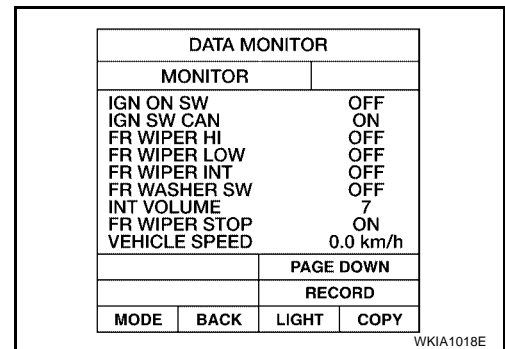 DATA MONITOR
MONITOR
IGN ON SW OFF
IGN SW CAN ON
FR WIPER HI OFF
FR WIPER LOW OFF
FR WIPER INT OFF
FR WASHER SW OFF
INT VOLUME 7
FR WIPER STOP ON
VEHICLE SPEED 0.0 km/h
PAGE DOWN
RECORD
MODE BACK LIGHT COPY
WKIA1018E